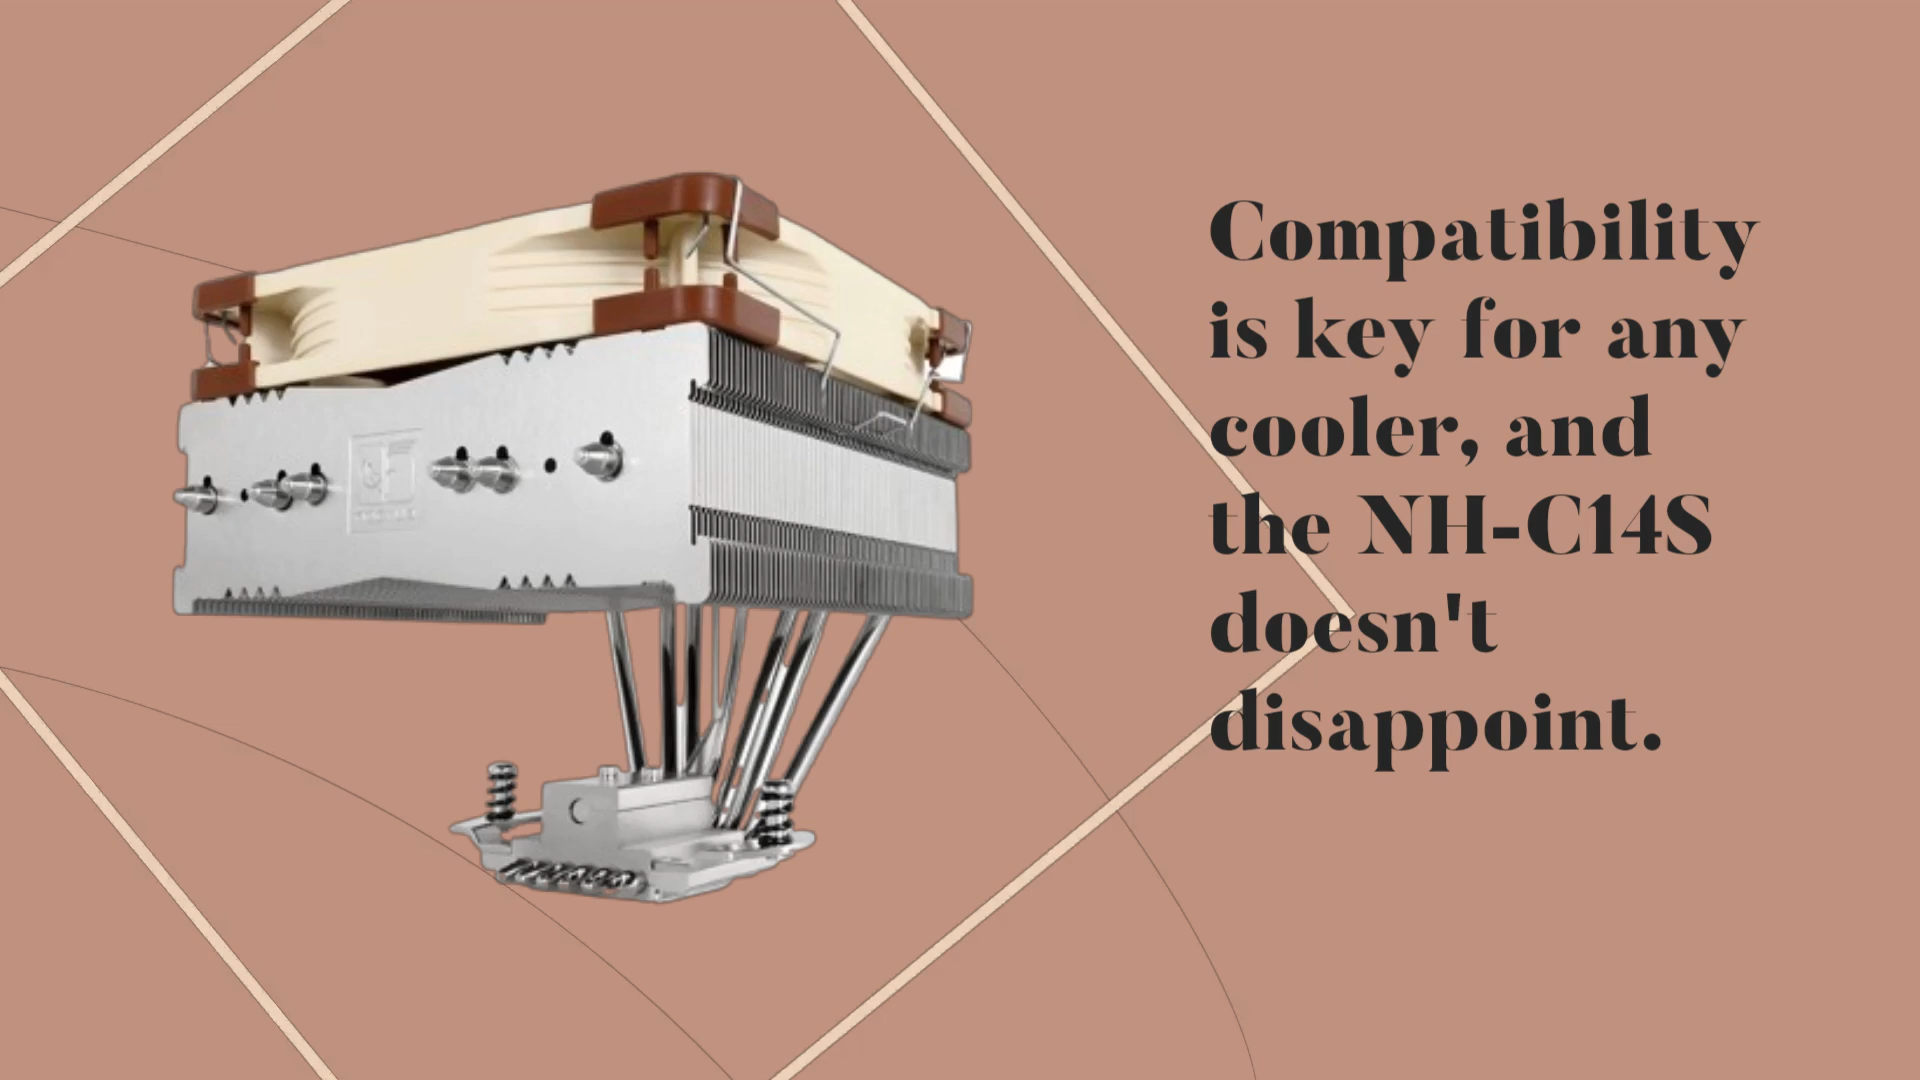 Compatibility
is key for any
cooler, and
the NH-C14S
doesn't
disappoint.